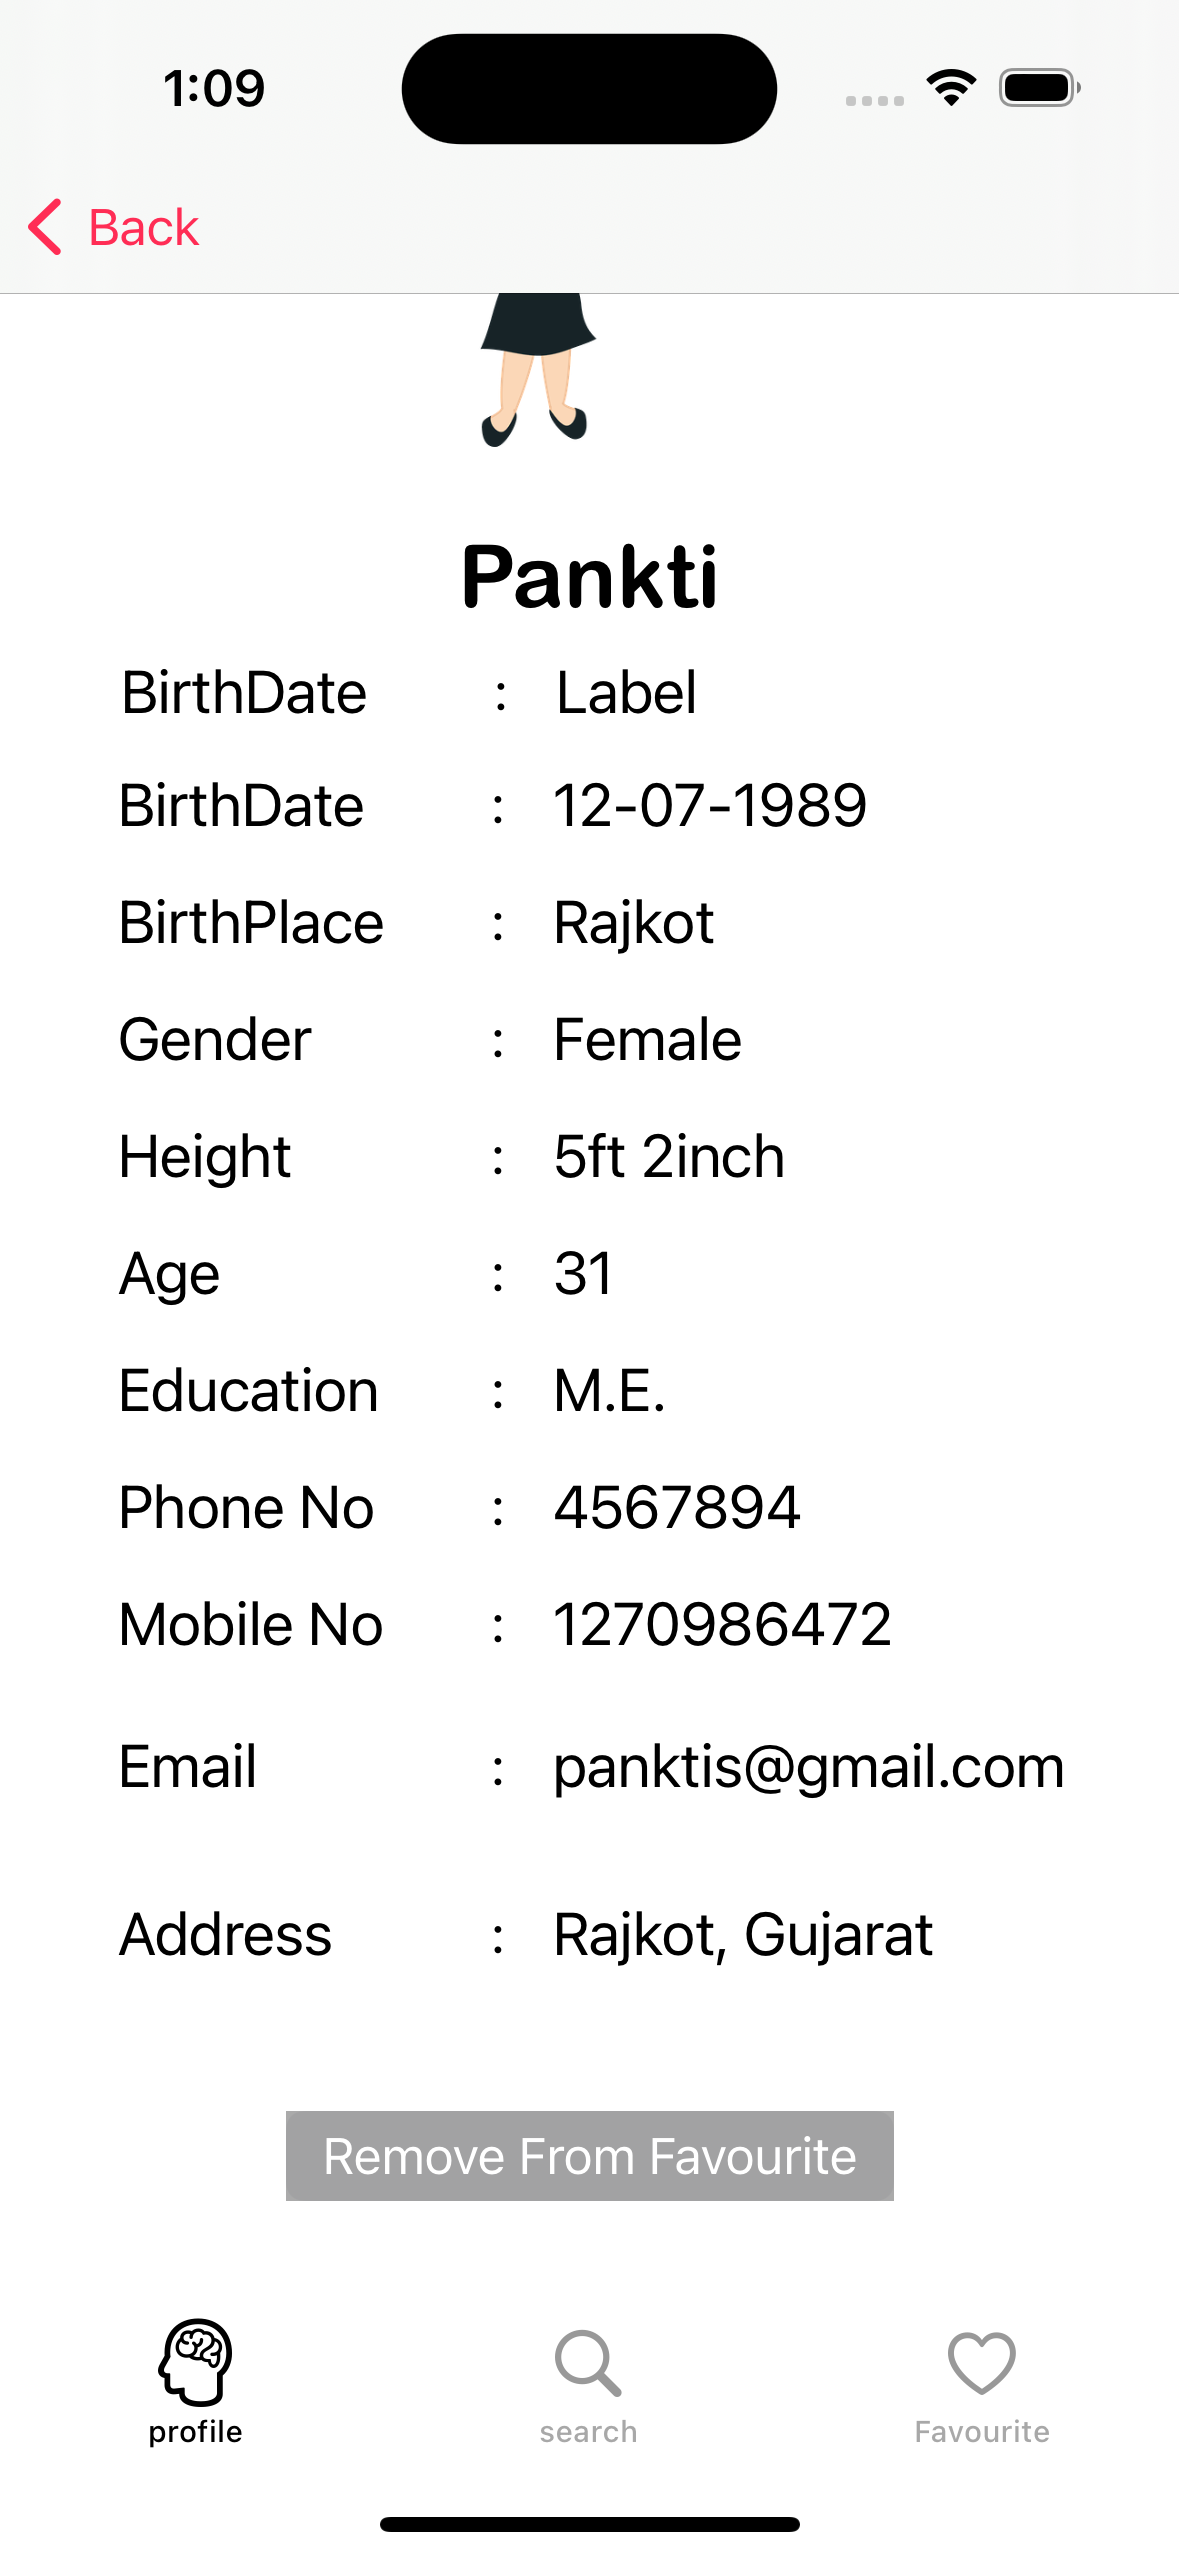 1:09
Back
Pankti
BirthDate : Label
BirthDate : 12-07-1989
BirthPlace : Rajkot
Gender : Female
Height : 5ft 2inch
Age : 31
Education : M.E.
Phone No : 4567894
Mobile No : 1270986472
Email : panktis@gmail.com
Address : Rajkot, Gujarat
Remove From Favourite
profile search Favourite